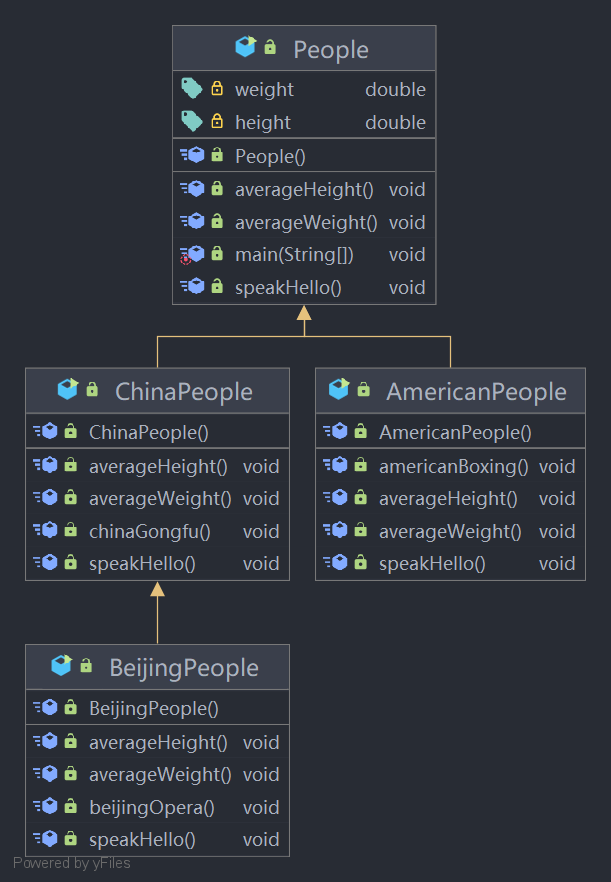 People
weight double
height double
People()
averageHeight() void
averageWeight() void
main(String[]) void
speakHello() void
ChinaPeople
ChinaPeople()
averageHeight() void
averageWeight() void
chinaGongfu() void
speakHello() void
AmericanPeople
AmericanPeople()
americanBoxing() void
averageHeight() void
averageWeight() void
speakHello() void
BeijingPeople
BeijingPeople()
averageHeight() void
averageWeight() void
beijingOpera() void
speakHello() void
Powered by yFiles